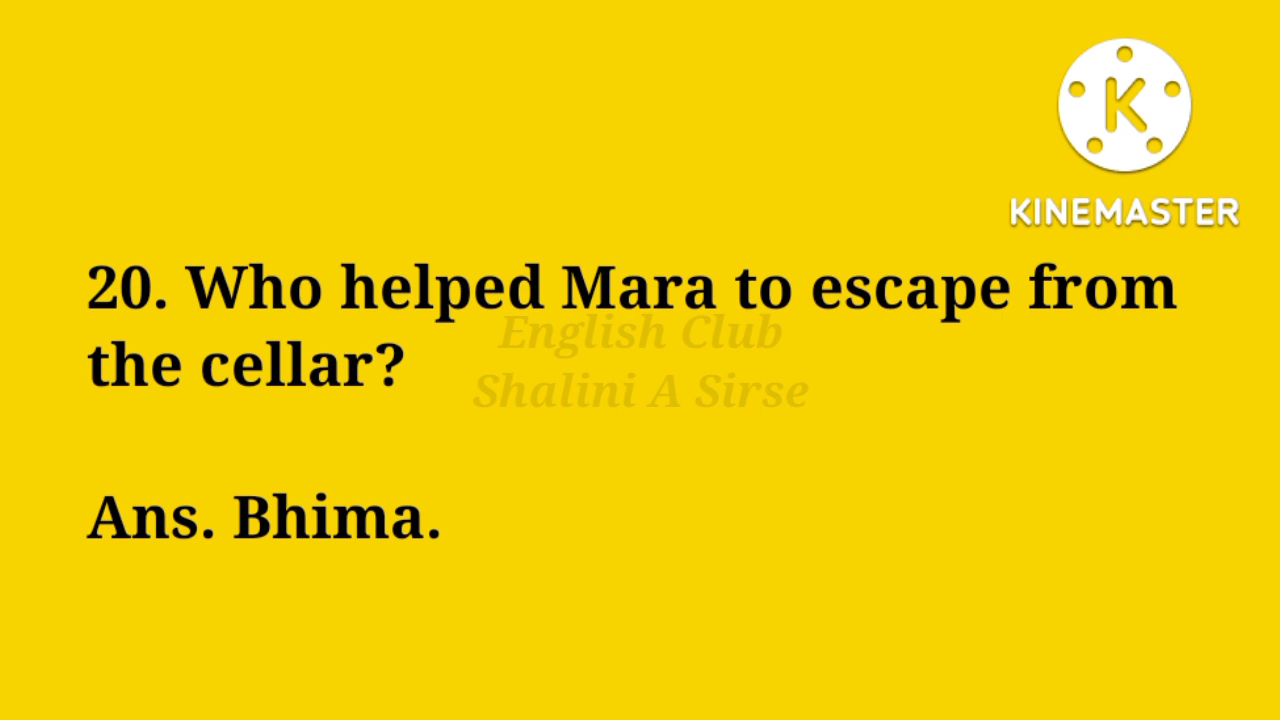 KINEMASTER
20. Who helped Mara to escape from
the cellar?
English Club
Shalini A Sirse
Ans. Bhima.